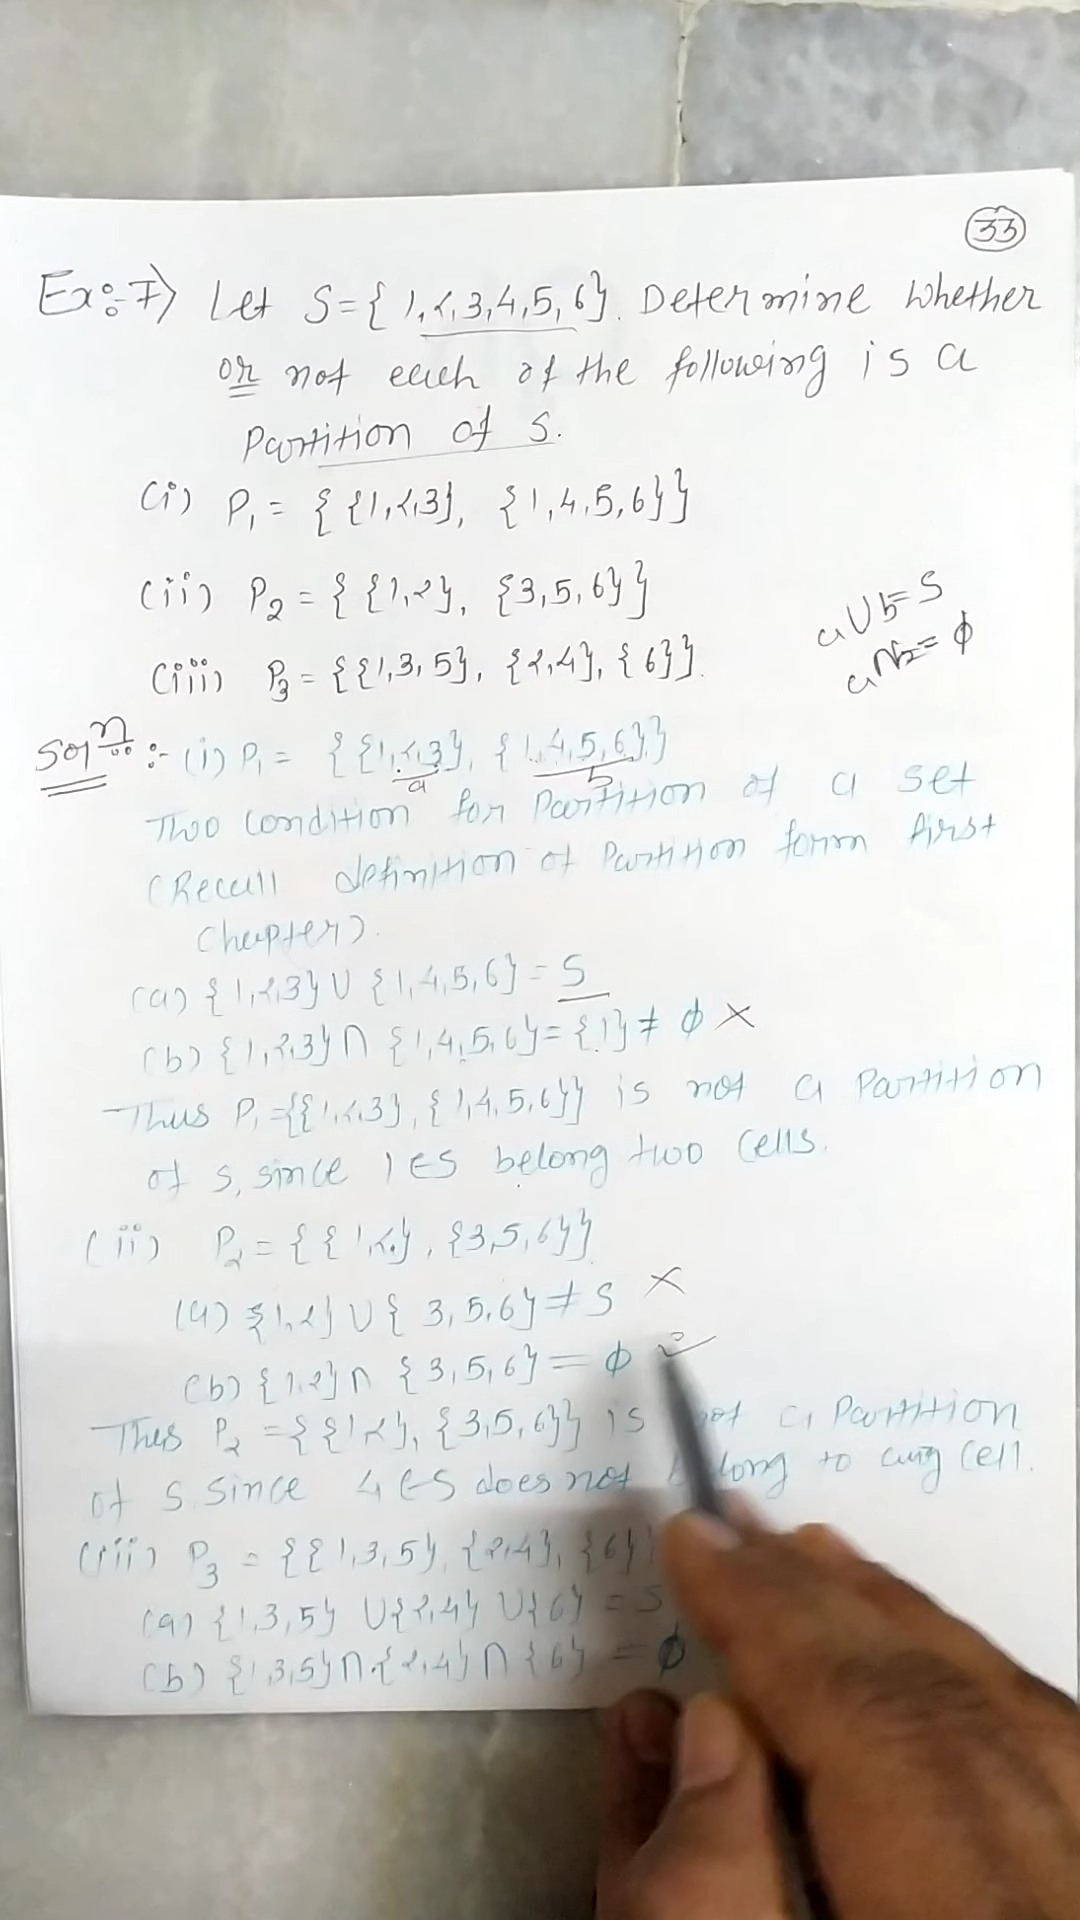 33
Ex:-7) Let S={1,2,3,4,5,6}. Determine whether
or not each of the following is a
Partition of S.
(i) P₁ = {{1,2,3}, {1,4,5,6}}
(ii) P₂ = {{1,2}, {3,5,6}}
(iii) P₃ = {{1,3,5}, {2,4}, {6}}.
a∪b=S
a∩b=ϕ
Solⁿ:- (i) P₁ = {{1,2,3}, {1,4,5,6}}
a b
Two condition for Partition of a set
(Recall definition of Partition form first
chapter).
(a) {1,2,3} ∪ {1,4,5,6} = S
(b) {1,2,3} ∩ {1,4,5,6} = {1} ≠ ϕ ×
Thus P₁={{1,2,3}, {1,4,5,6}} is not a Partition
of S, since 1∈S belong two cells.
(ii) P₂ = {{1,2}, {3,5,6}}
(a) {1,2} ∪ {3,5,6} ≠ S ×
(b) {1,2} ∩ {3,5,6} = ϕ
Thus P₂ = {{1,2}, {3,5,6}} is not a Partition
of S since 4∈S does not belong to any cell.
(iii) P₃ = {{1,3,5}, {2,4}, {6}
(a) {1,3,5} ∪ {2,4} ∪ {6} = S
(b) {1,3,5} ∩ {2,4} ∩ {6} = ϕ